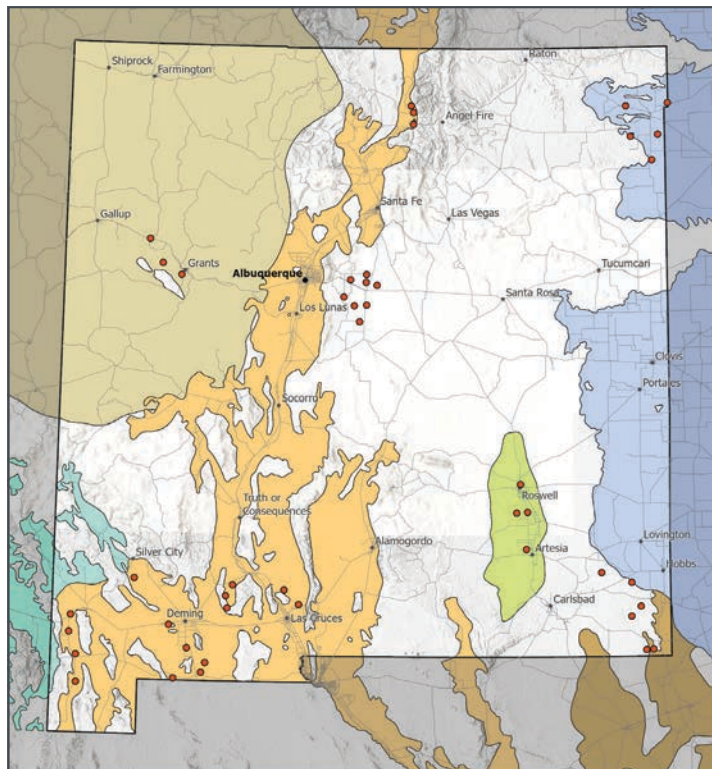 Shiprock
Farmington
Raton
Angel Fire
Gallup
Santa Fe
Las Vegas
Grants
Albuquerque
Tucumcari
Santa Rosa
Los Lunas
Clovis
Portales
Socorro
Roswell
Truth or
Consequences
Lovington
Alamogordo
Artesia
Silver City
Hobbs
Carlsbad
Deming
Las Cruces